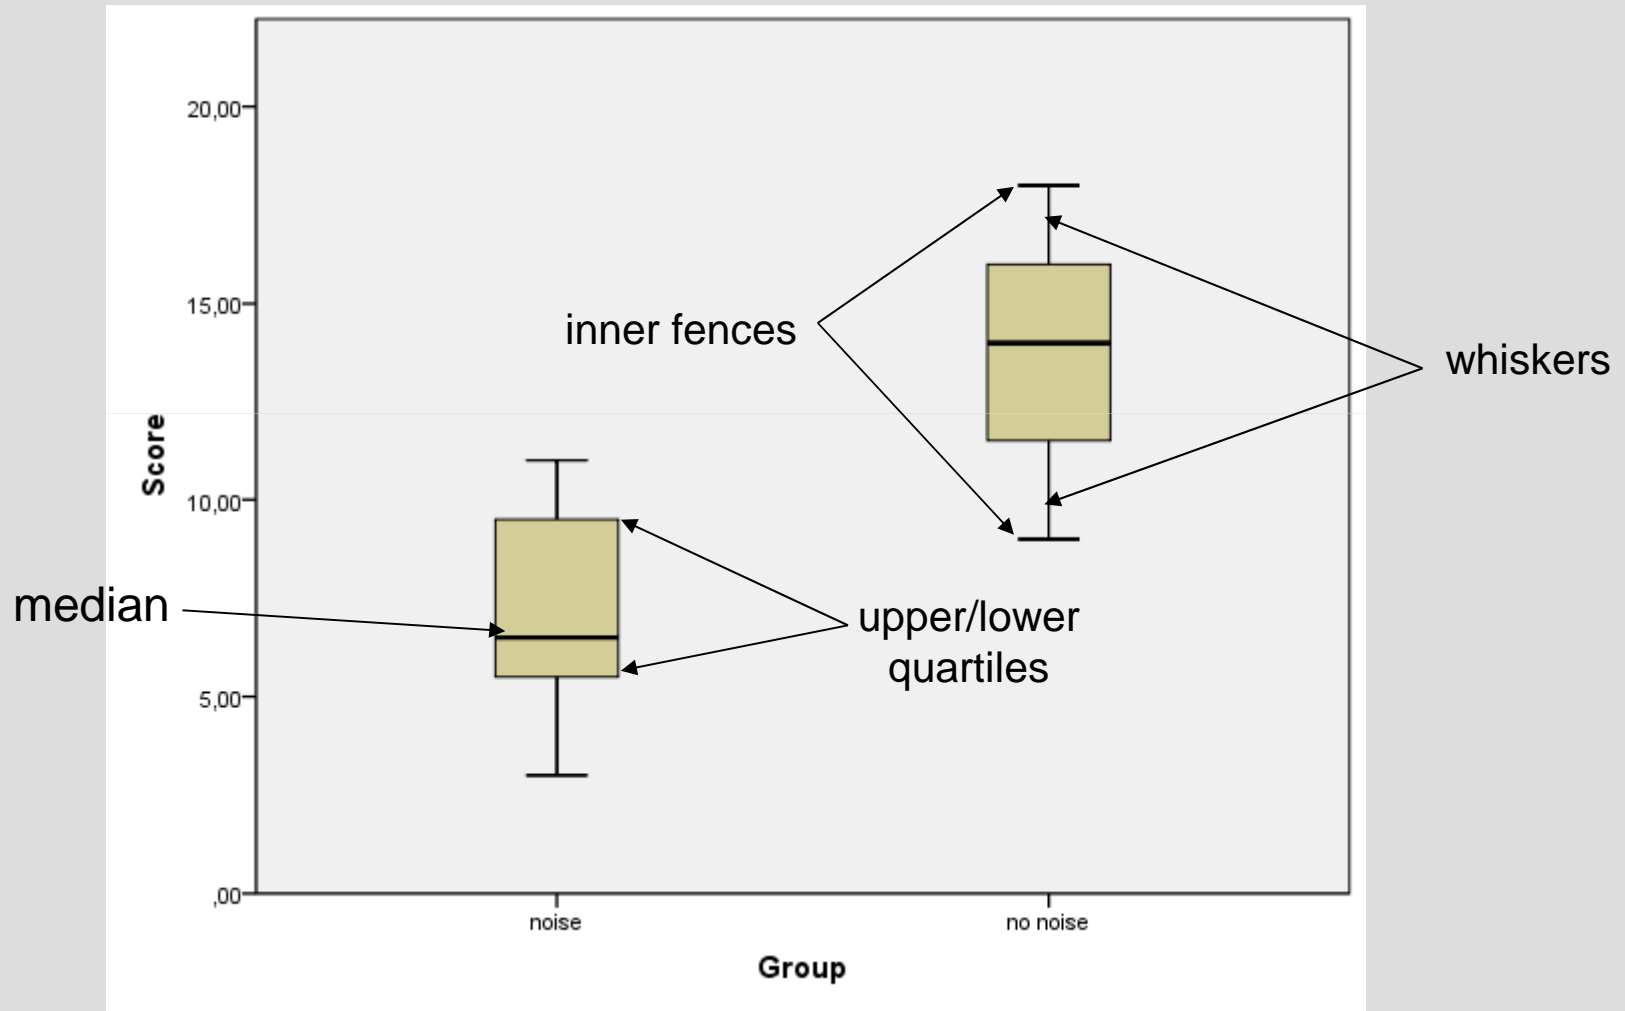 20,00
15,00
10,00
5,00
,00
Score
inner fences
whiskers
median
upper/lower
quartiles
noise
no noise
Group